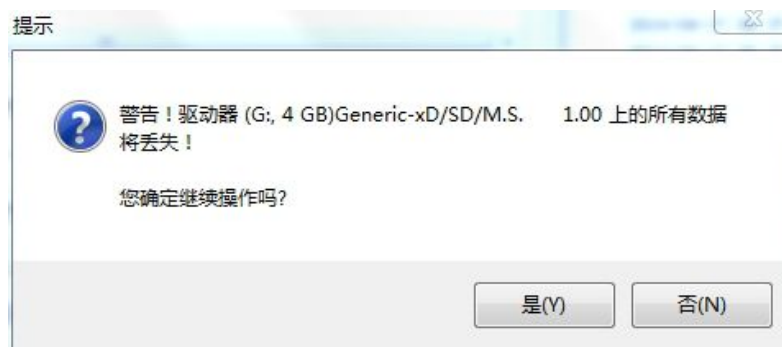 提示
警告！驱动器 (G:, 4 GB)Generic-xD/SD/M.S. 1.00 上的所有数据
将丢失！
您确定继续操作吗?
是(Y) 否(N)